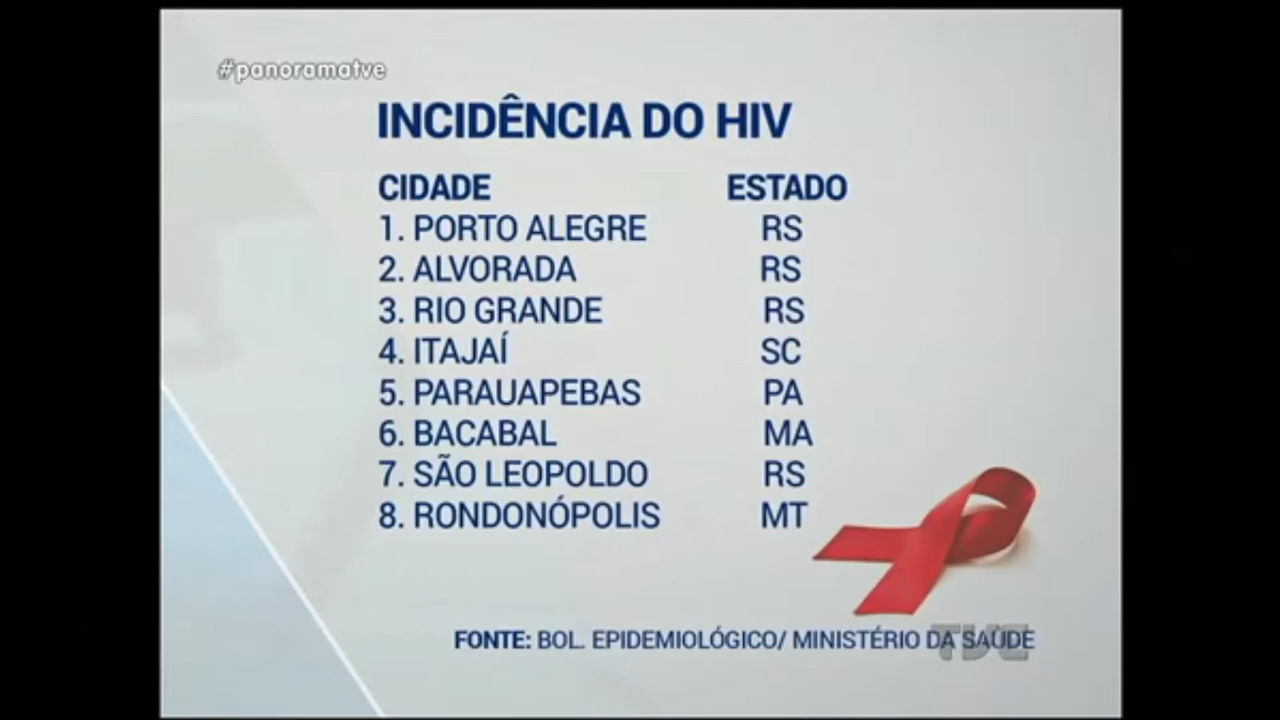 #panoramatve
INCIDÊNCIA DO HIV
CIDADE ESTADO
1. PORTO ALEGRE RS
2. ALVORADA RS
3. RIO GRANDE RS
4. ITAJAÍ SC
5. PARAUAPEBAS PA
6. BACABAL MA
7. SÃO LEOPOLDO RS
8. RONDONÓPOLIS MT
FONTE: BOL. EPIDEMIOLÓGICO/ MINISTÉRIO DA SAÚDE
TVE